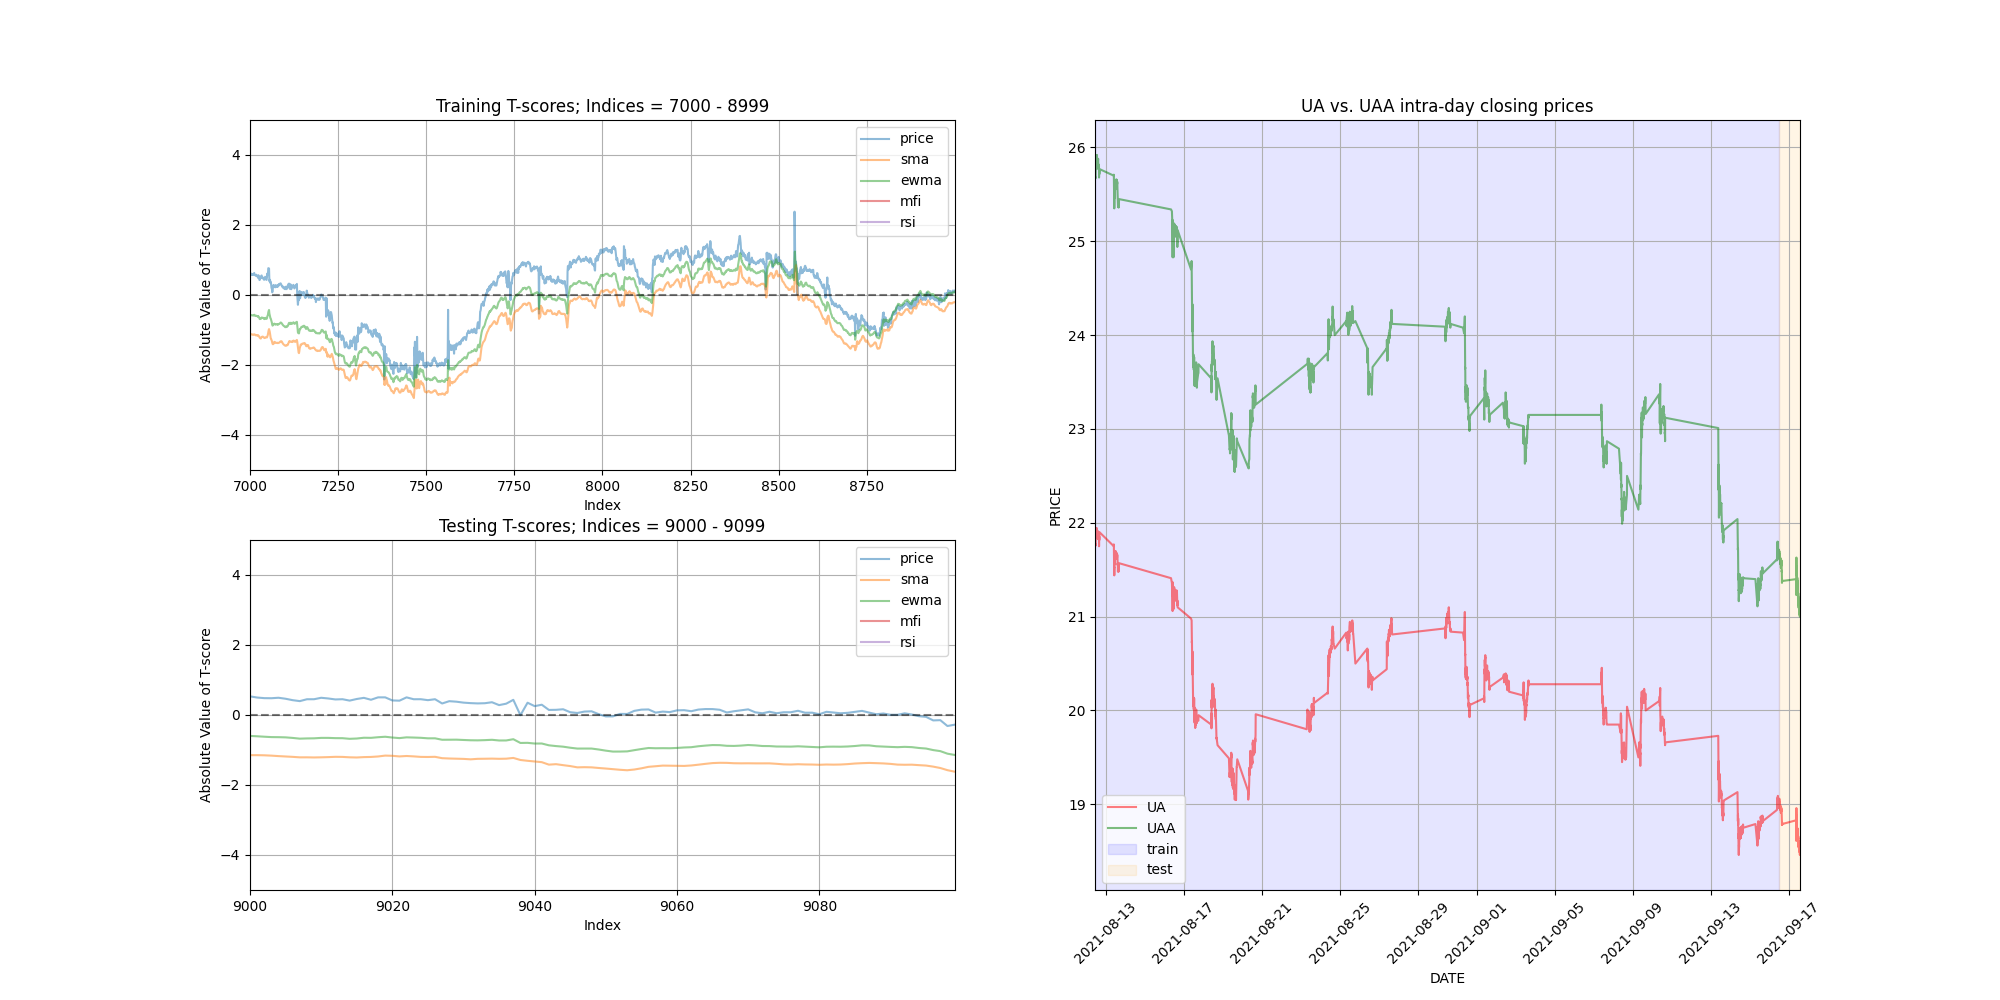 Training T-scores; Indices = 7000 - 8999
Absolute Value of T-score
4
2
0
−2
−4
price
sma
ewma
mfi
rsi
7000 7250 7500 7750 8000 8250 8500 8750
Index
Testing T-scores; Indices = 9000 - 9099
Absolute Value of T-score
4
2
0
−2
−4
price
sma
ewma
mfi
rsi
9000 9020 9040 9060 9080
Index
UA vs. UAA intra-day closing prices
PRICE
26
25
24
23
22
21
20
19
UA
UAA
train
test
2021-08-13 2021-08-17 2021-08-21 2021-08-25 2021-08-29 2021-09-01 2021-09-05 2021-09-09 2021-09-13 2021-09-17
DATE